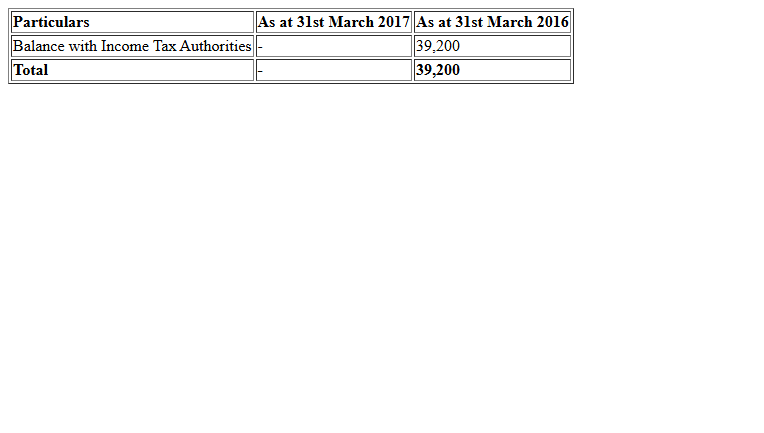 Particulars As at 31st March 2017 As at 31st March 2016
Balance with Income Tax Authorities - 39,200
Total - 39,200